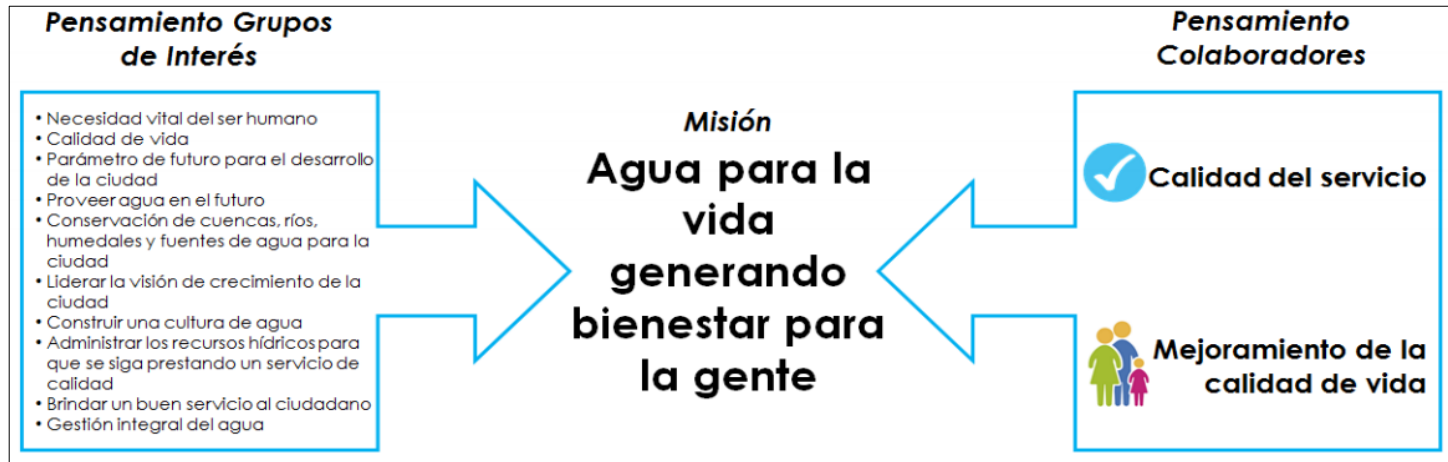 Pensamiento Grupos
de Interés
• Necesidad vital del ser humano
• Calidad de vida
• Parámetro de futuro para el desarrollo
de la ciudad
• Proveer agua en el futuro
• Conservación de cuencas, ríos,
humedales y fuentes de agua para la
ciudad
• Liderar la visión de crecimiento de la
ciudad
• Construir una cultura de agua
• Administrar los recursos hídricos para
que se siga prestando un servicio de
calidad
• Brindar un buen servicio al ciudadano
• Gestión integral del agua
Misión
Agua para la
vida
generando
bienestar para
la gente
Pensamiento
Colaboradores
Calidad del servicio
Mejoramiento de la
calidad de vida